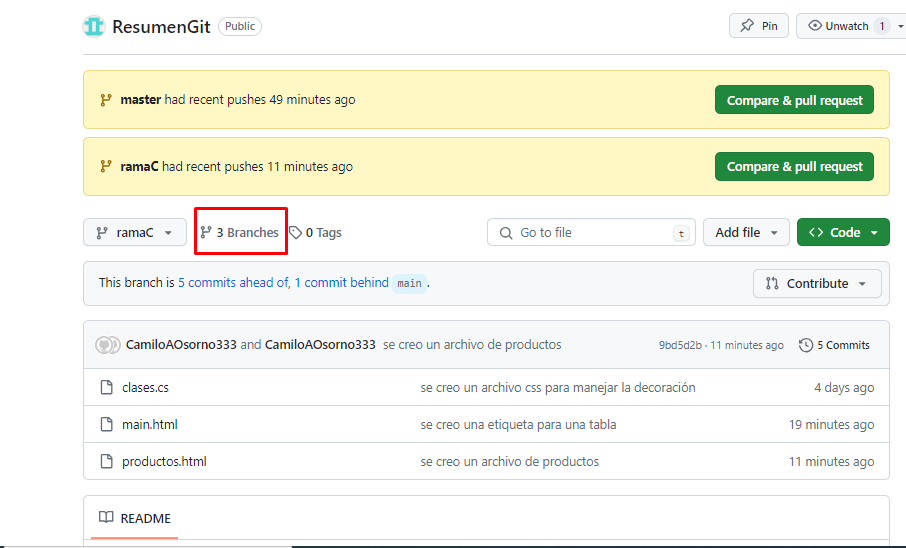 ResumenGit Public Pin Unwatch 1
master had recent pushes 49 minutes ago Compare & pull request
ramaC had recent pushes 11 minutes ago Compare & pull request
ramaC 3 Branches 0 Tags Go to file t Add file Code
This branch is 5 commits ahead of, 1 commit behind main . Contribute
CamiloAOsorno333 and CamiloAOsorno333 se creo un archivo de productos 9bd5d2b · 11 minutes ago 5 Commits
clases.cs se creo un archivo css para manejar la decoración 4 days ago
main.html se creo una etiqueta para una tabla 19 minutes ago
productos.html se creo un archivo de productos 11 minutes ago
README